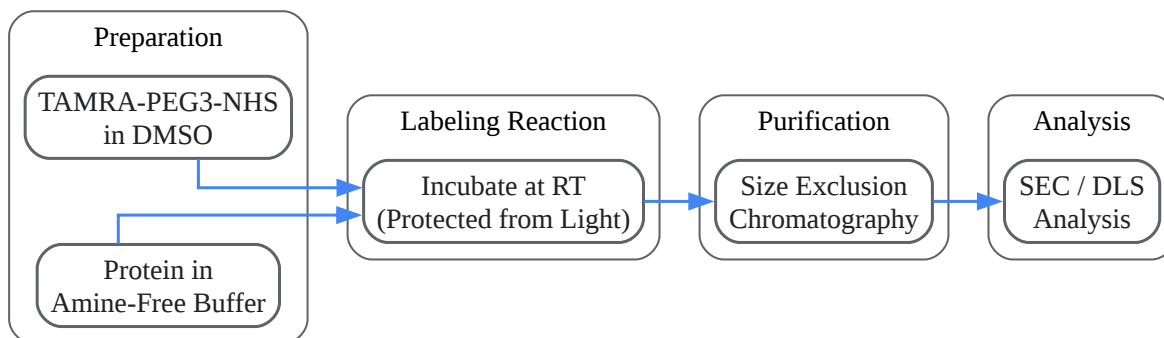 Preparation
TAMRA-PEG3-NHS
in DMSO
Protein in
Amine-Free Buffer
Labeling Reaction
Incubate at RT
(Protected from Light)
Purification
Size Exclusion
Chromatography
Analysis
SEC / DLS
Analysis